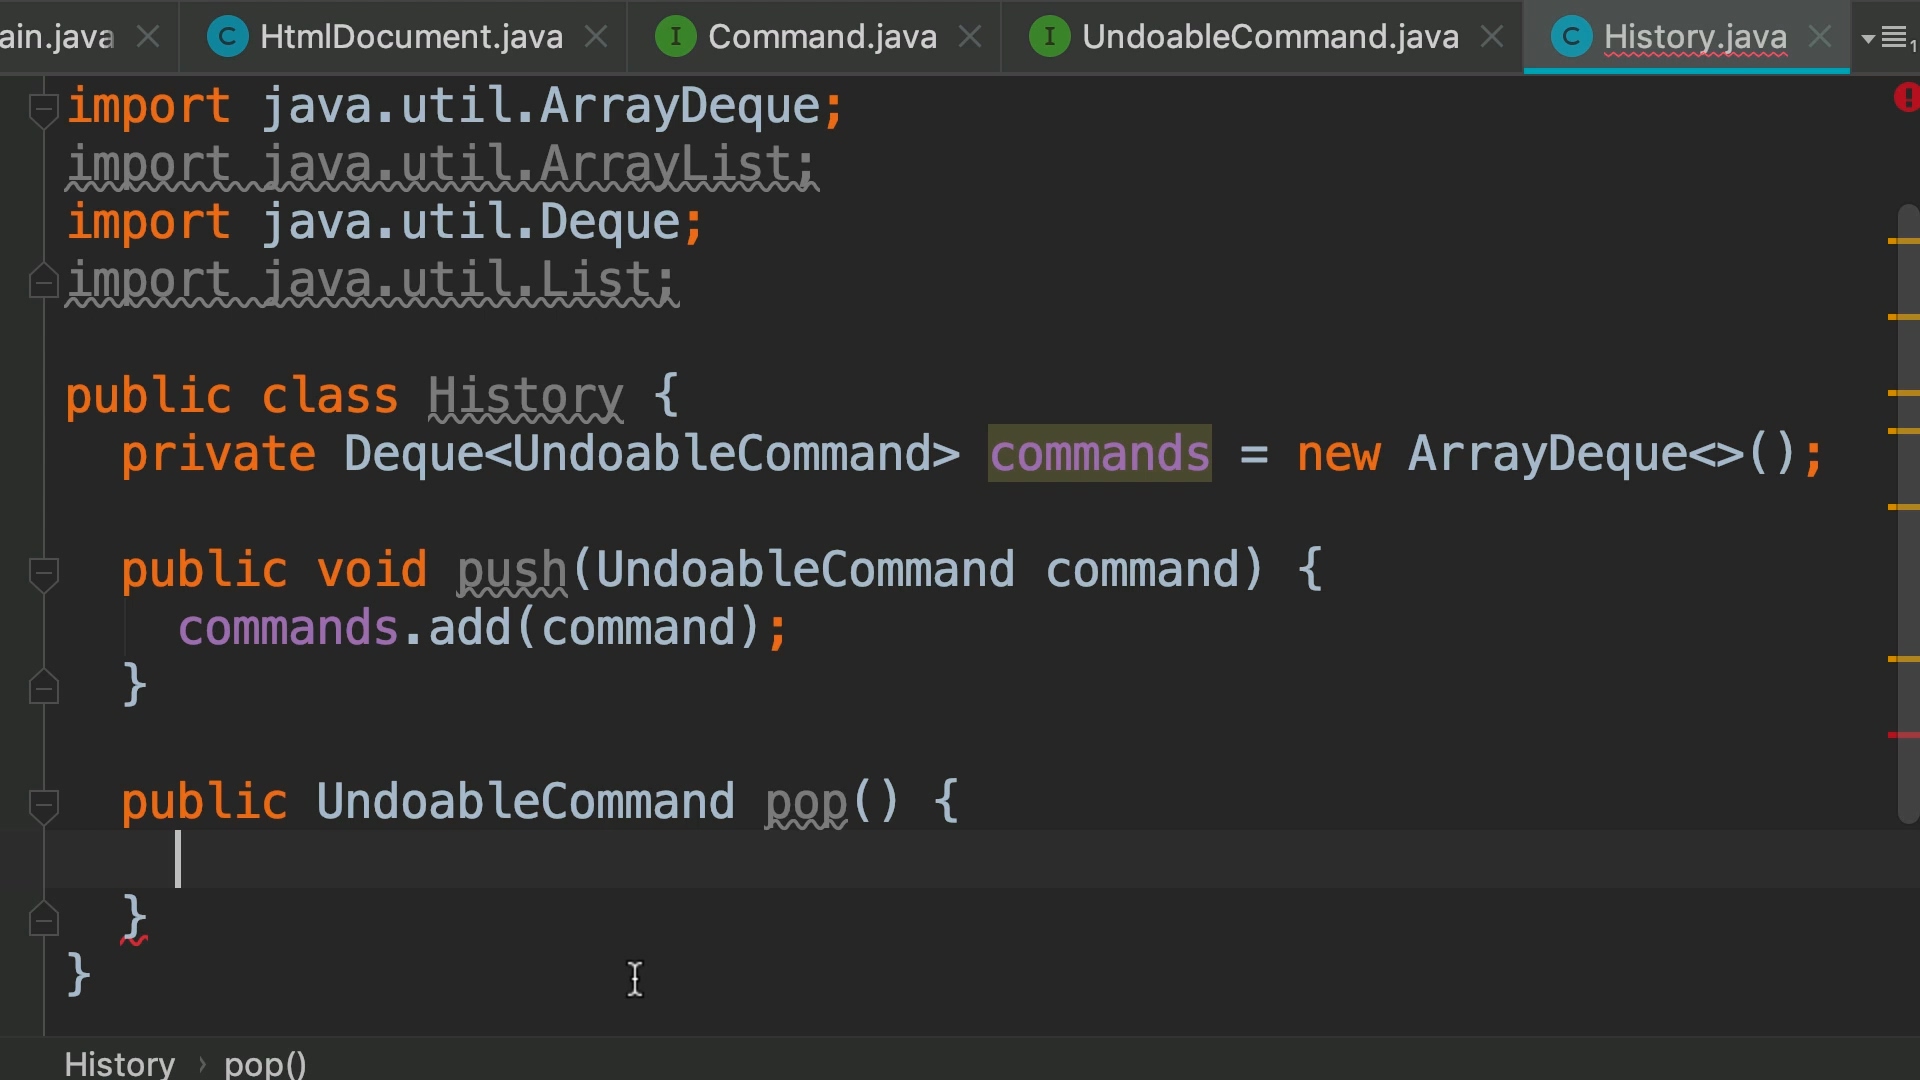 ain.java HtmlDocument.java Command.java UndoableCommand.java History.java
import java.util.ArrayDeque;
import java.util.ArrayList;
import java.util.Deque;
import java.util.List;
public class History {
private Deque<UndoableCommand> commands = new ArrayDeque<>();
public void push(UndoableCommand command) {
commands.add(command);
}
public UndoableCommand pop() {
}
}
History › pop()